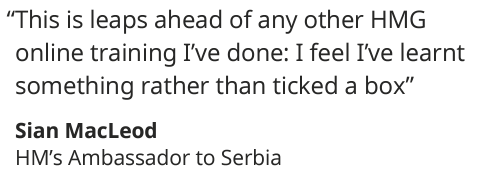 “This is leaps ahead of any other HMG
online training I’ve done: I feel I’ve learnt
something rather than ticked a box”
Sian MacLeod
HM’s Ambassador to Serbia